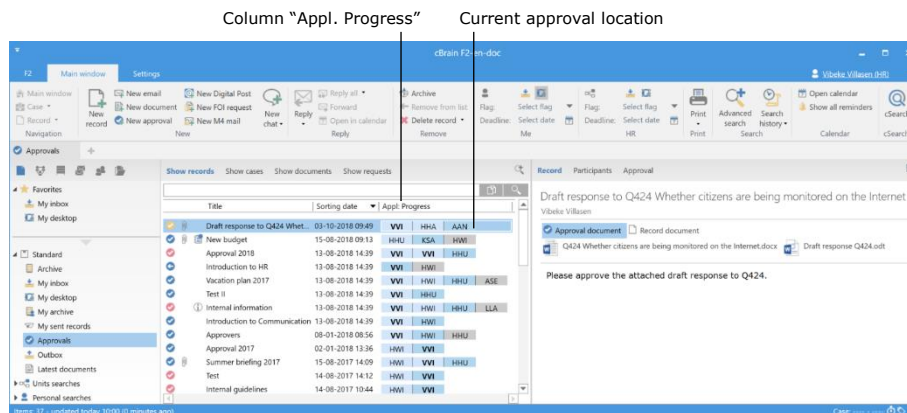 Column “Appl. Progress” Current approval location
cBrain F2-en-doc
F2 Main window Settings Vibeke Villasen (HR)
Main window New email New Digital Post Reply all Archive Open calendar
Case New document New FOI request Forward Remove from list Flag: Select flag Flag: Select flag Show all reminders
Record New record New approval New M4 mail New chat Reply Open in calendar Delete record Deadline: Select date Deadline: Select date Print Advanced search Search history cSearch
Navigation New Reply Remove Me HR Print Search Calendar cSearch
Approvals
Show records Show cases Show documents Show requests Record Participants Approval
Favorites
My inbox
My desktop
Standard
Archive
My inbox
My desktop
My archive
My sent records
Approvals
Outbox
Latest documents
Units searches
Personal searches
Title Sorting date Appl: Progress
Draft response to Q424 Whet... 03-10-2018 09:49 VVI HHA AAN
New budget 15-08-2018 09:13 HHU KSA HWI
Approval 2018 13-08-2018 14:39 VVI VVI HHU
Introduction to HR 13-08-2018 14:39 VVI HWI
Vacation plan 2017 13-08-2018 14:39 VVI HWI HHU ASE
Test II 13-08-2018 14:39 VVI HHU
Internal information 13-08-2018 14:39 VVI HWI HHU LLA
Introduction to Communication 13-08-2018 14:39 VVI HWI
Approvers 08-01-2018 08:56 VVI HWI HHU
Approval 2017 02-01-2018 13:36 HWI VVI
Summer briefing 2017 15-08-2017 14:09 HWI VVI HHU
Test 14-08-2017 14:12 HWI VVI
Internal guidelines 14-08-2017 10:44 HWI VVI
Draft response to Q424 Whether citizens are being monitored on the Internet
Vibeke Villasen
Approval document Record document
Q424 Whether citizens are being monitored on the Internet.docx Draft response Q424.odt
Please approve the attached draft response to Q424.
Items: 37 - updated today 10:00 (0 minutes ago)